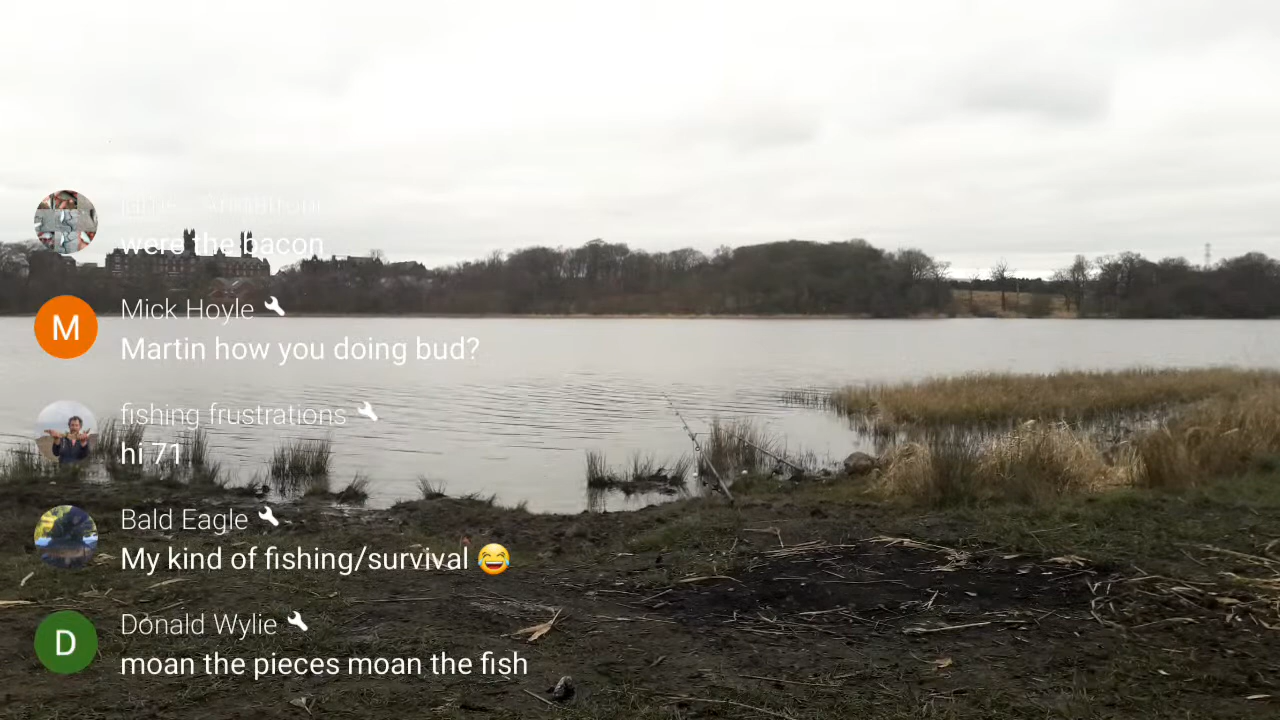 were the bacon
Mick Hoyle
M
Martin how you doing bud?
fishing frustrations
hi 71
Bald Eagle
My kind of fishing/survival 😂
Donald Wylie
D
moan the pieces moan the fish